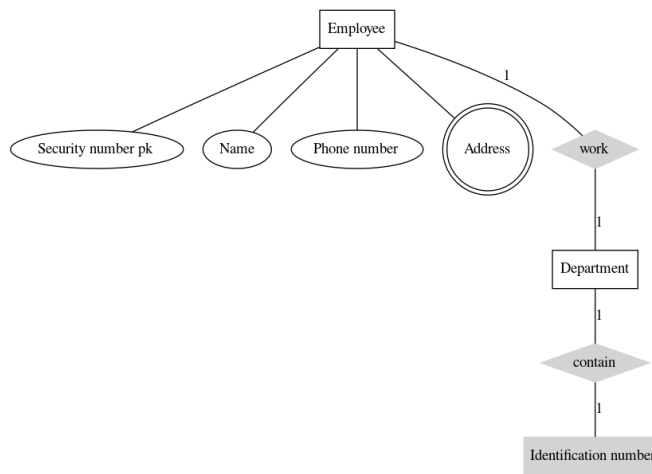 Employee
1
Security number pk
Name
Phone number
Address
work
1
Department
1
contain
1
Identification number